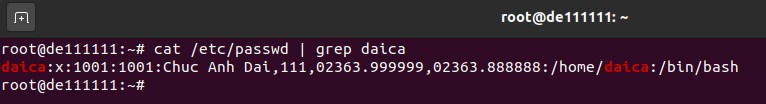 root@de111111: ~
root@de111111:~# cat /etc/passwd | grep daica
daica:x:1001:1001:Chuc Anh Dai,111,02363.999999,02363.888888:/home/daica:/bin/bash
root@de111111:~#